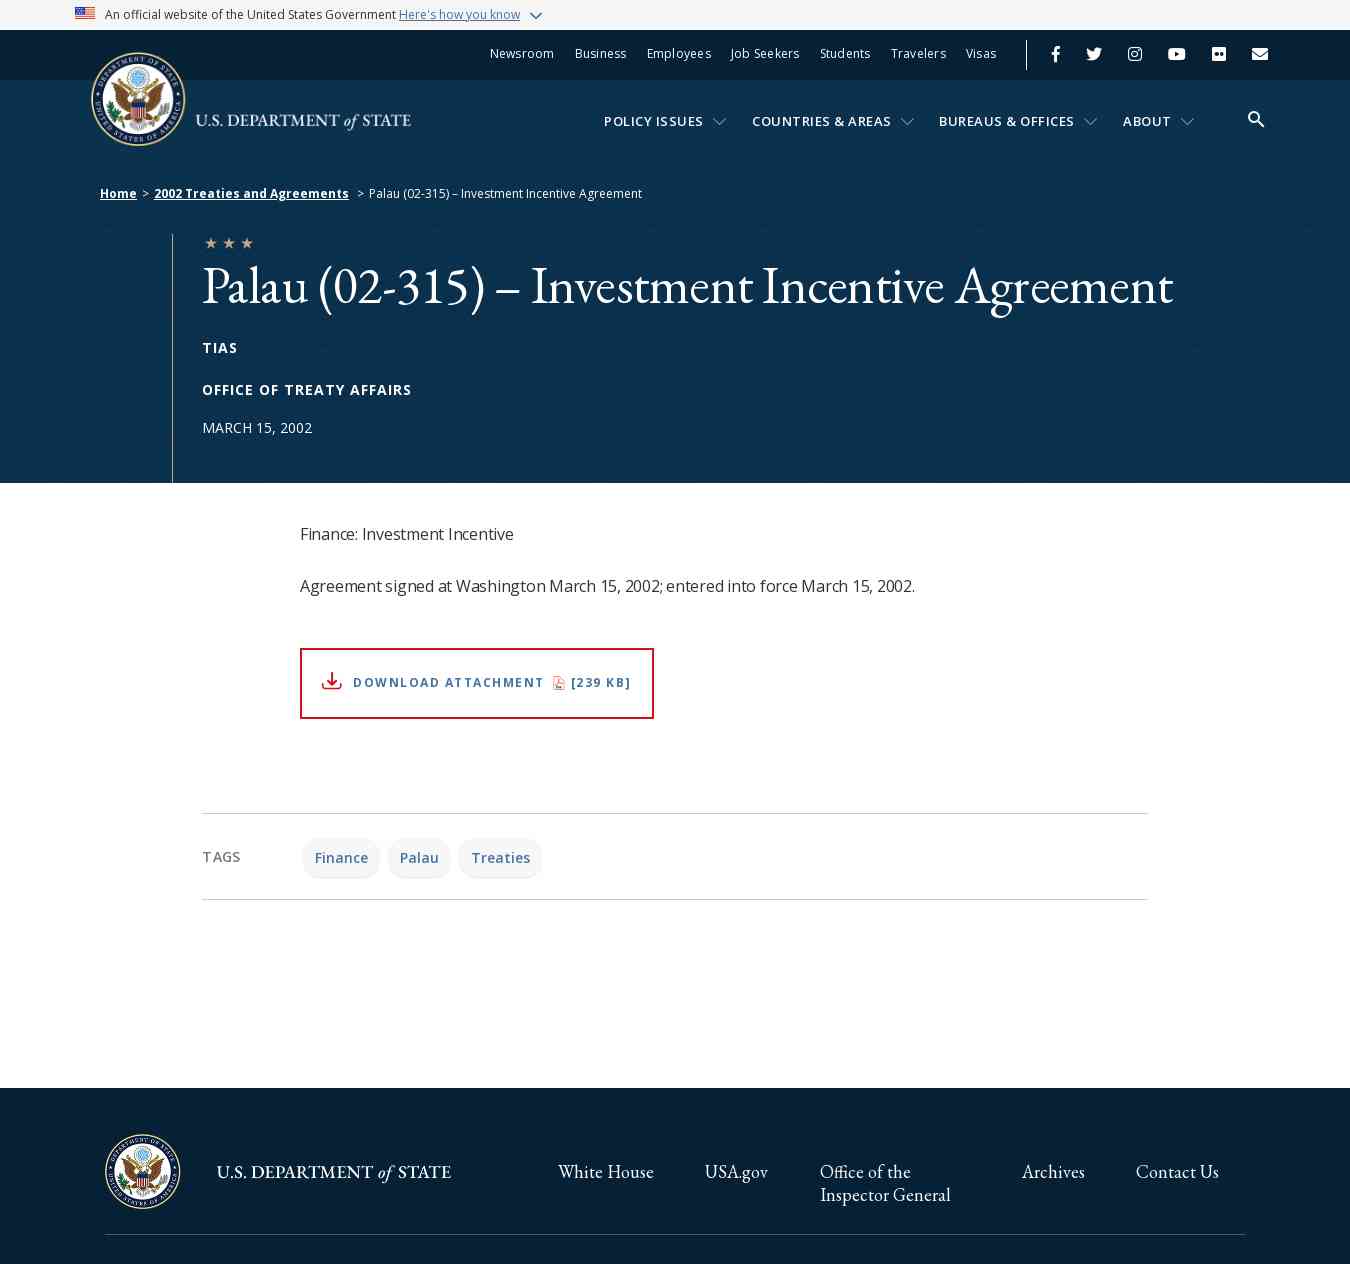 An official website of the United States Government Here's how you know
Newsroom Business Employees Job Seekers Students Travelers Visas
U.S. DEPARTMENT of STATE
POLICY ISSUES COUNTRIES & AREAS BUREAUS & OFFICES ABOUT
Home > 2002 Treaties and Agreements > Palau (02-315) – Investment Incentive Agreement
Palau (02-315) – Investment Incentive Agreement
TIAS
OFFICE OF TREATY AFFAIRS
MARCH 15, 2002
Finance: Investment Incentive
Agreement signed at Washington March 15, 2002; entered into force March 15, 2002.
DOWNLOAD ATTACHMENT [239 KB]
TAGS Finance Palau Treaties
U.S. DEPARTMENT of STATE
White House USA.gov Office of the Inspector General Archives Contact Us